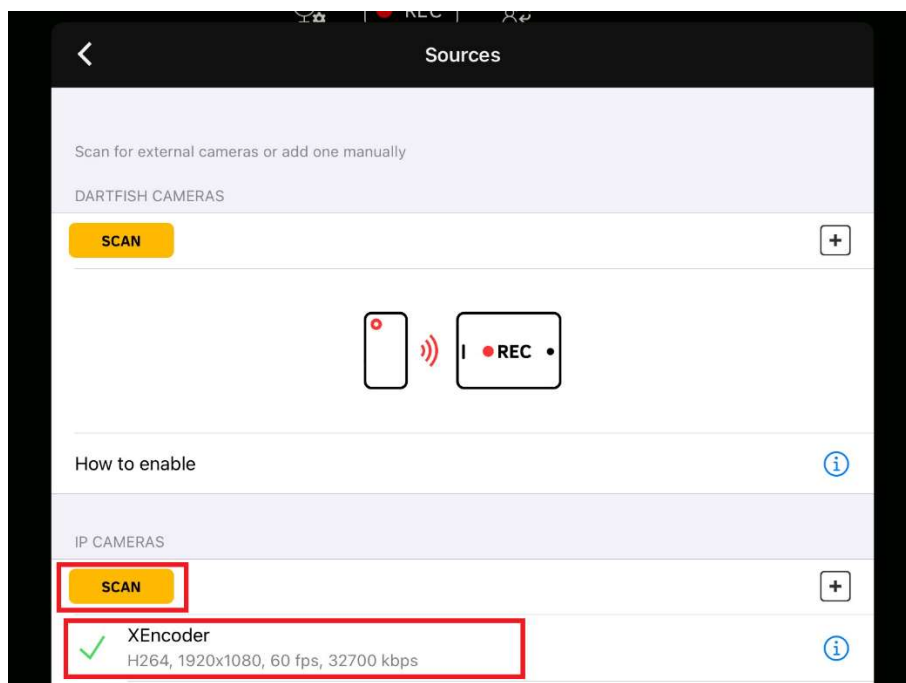 REC
Sources
Scan for external cameras or add one manually
DARTFISH CAMERAS
SCAN
REC
How to enable
IP CAMERAS
SCAN
XEncoder
H264, 1920x1080, 60 fps, 32700 kbps